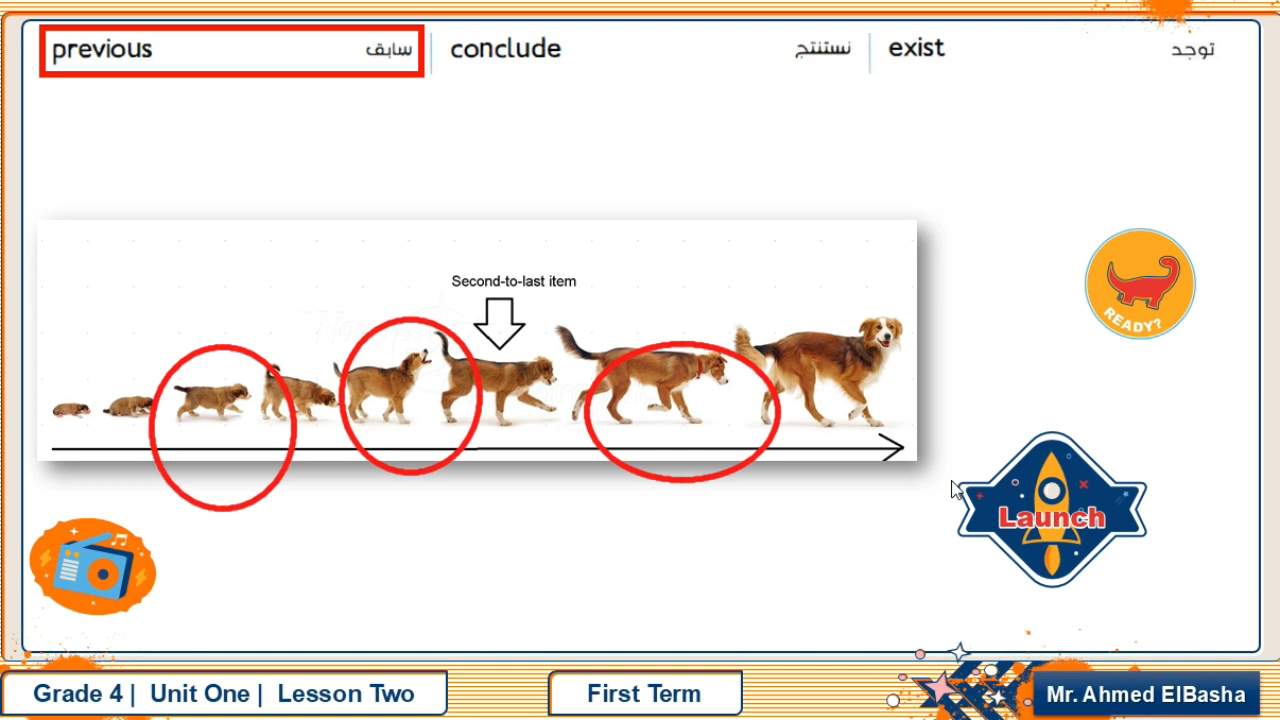 previous سابق conclude نستنتج exist توجد
Second-to-last item
READY?
Launch
Grade 4 | Unit One | Lesson Two
First Term
Mr. Ahmed ElBasha